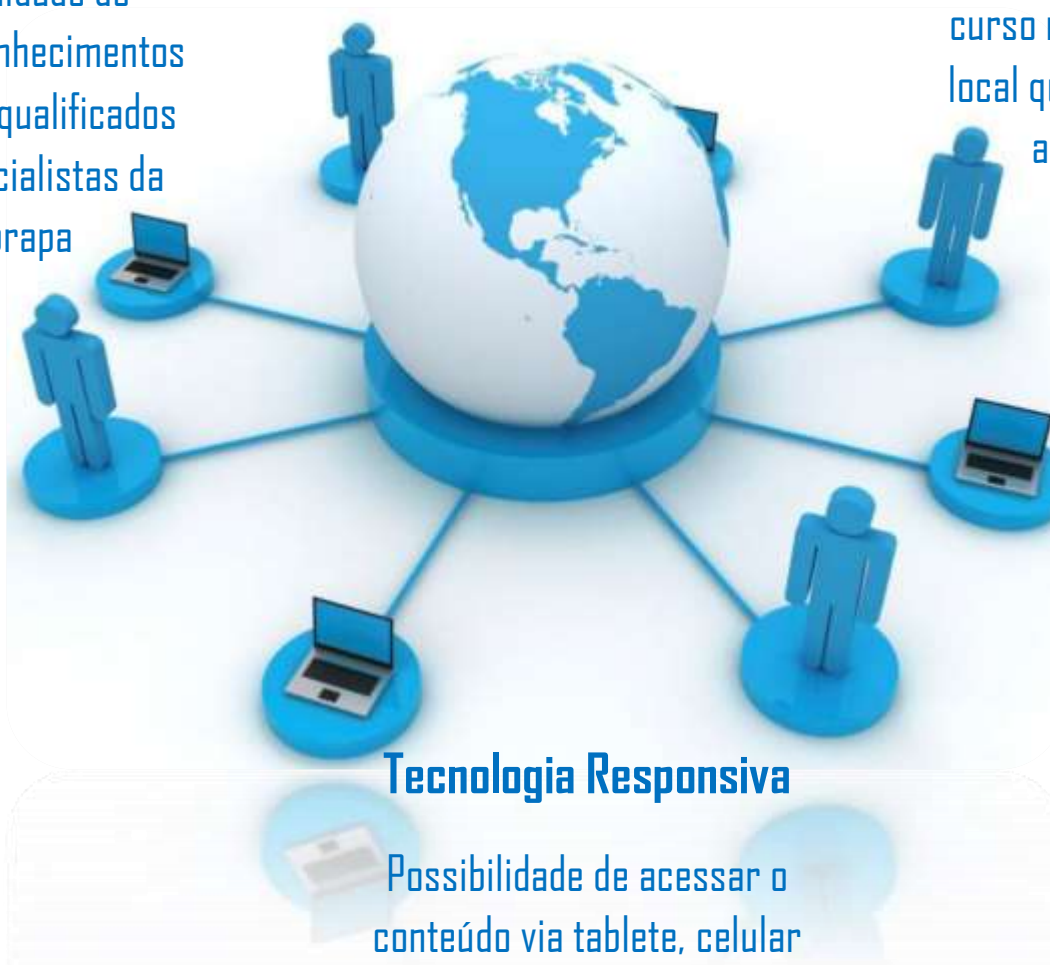 nhecimentos
qualificados
cialistas da
rapa
curso
local
Tecnologia Responsiva
Possibilidade de acessar o
conteúdo via tablete, celular